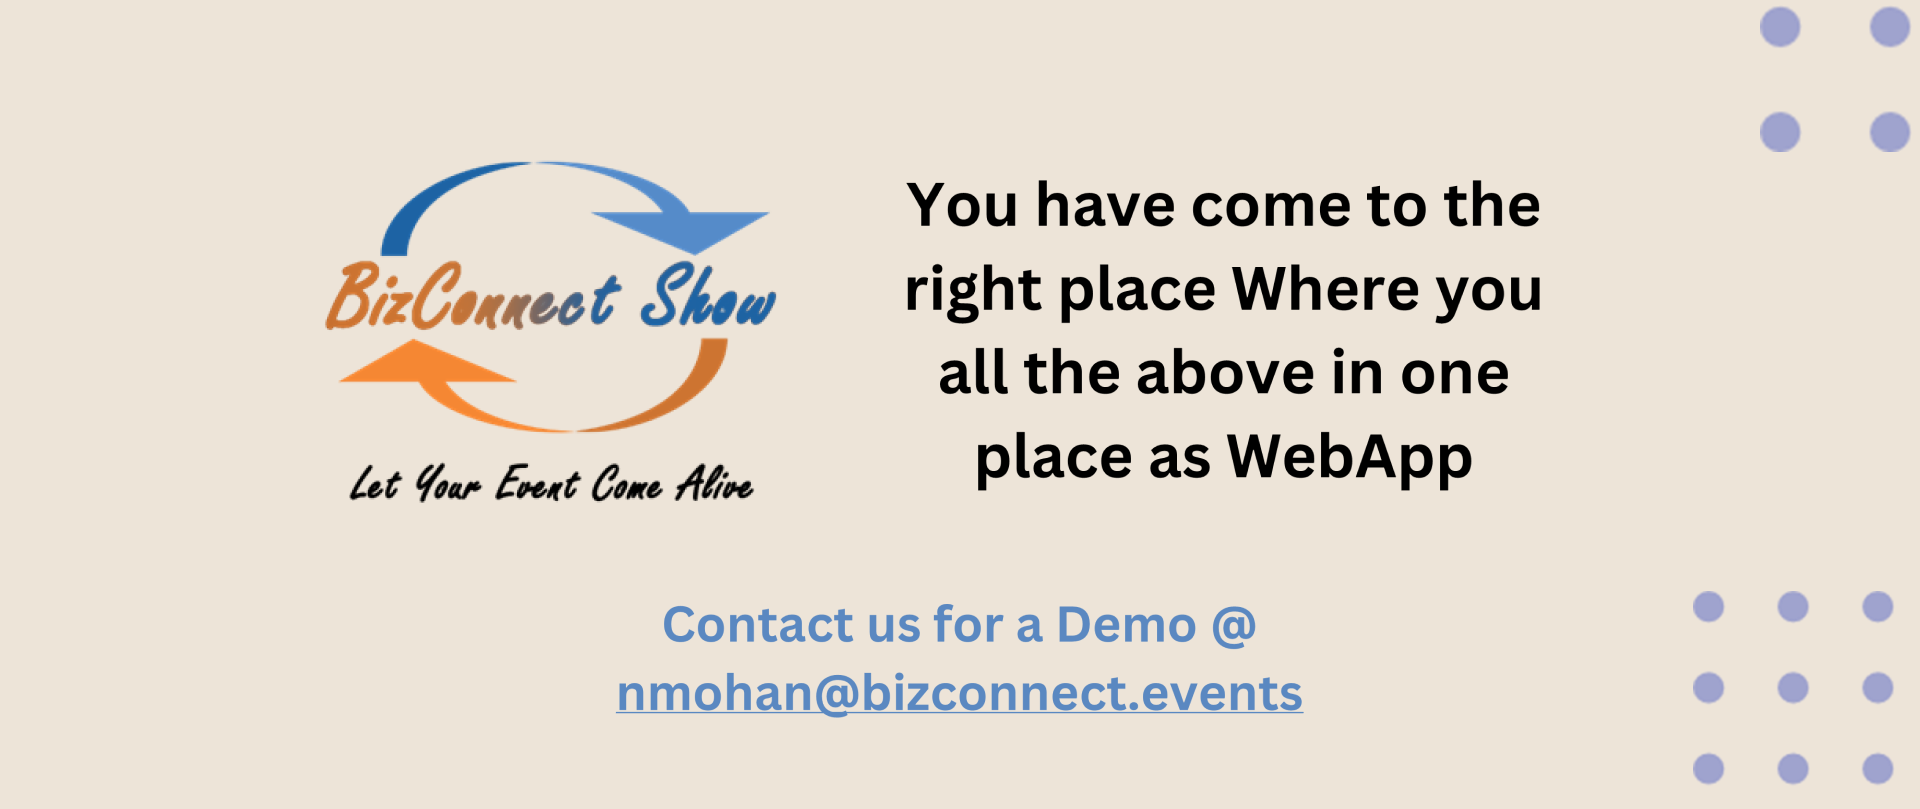 BizConnect Show
Let Your Event Come Alive
You have come to the
right place Where you
all the above in one
place as WebApp
Contact us for a Demo @
nmohan@bizconnect.events